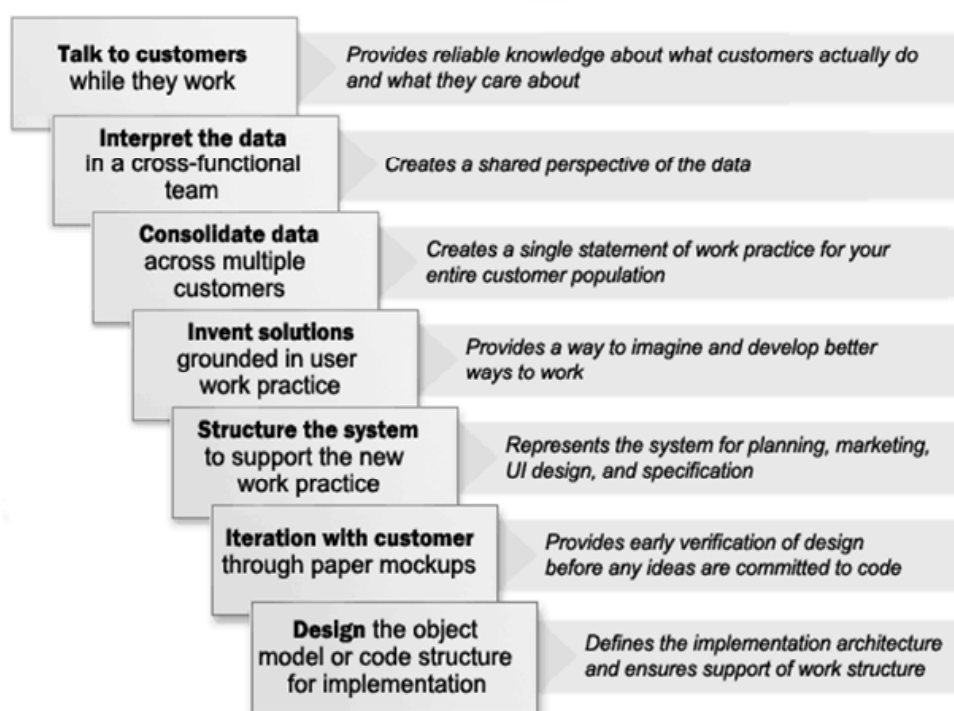 Talk to customers
while they work
Provides reliable knowledge about what customers actually do
and what they care about
Interpret the data
in a cross-functional
team
Creates a shared perspective of the data
Consolidate data
across multiple
customers
Creates a single statement of work practice for your
entire customer population
Invent solutions
grounded in user
work practice
Provides a way to imagine and develop better
ways to work
Structure the system
to support the new
work practice
Represents the system for planning, marketing,
UI design, and specification
Iteration with customer
through paper mockups
Provides early verification of design
before any ideas are committed to code
Design the object
model or code structure
for implementation
Defines the implementation architecture
and ensures support of work structure